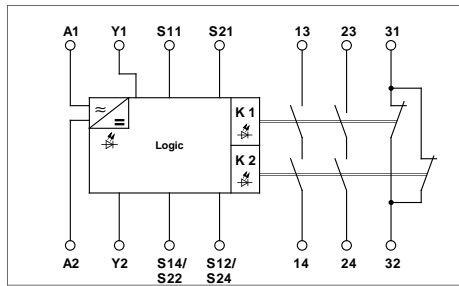 A1 Y1 S11 S21 13 23 31
K 1
Logic
K 2
A2 Y2 S14/ S12/ 14 24 32
S22 S24